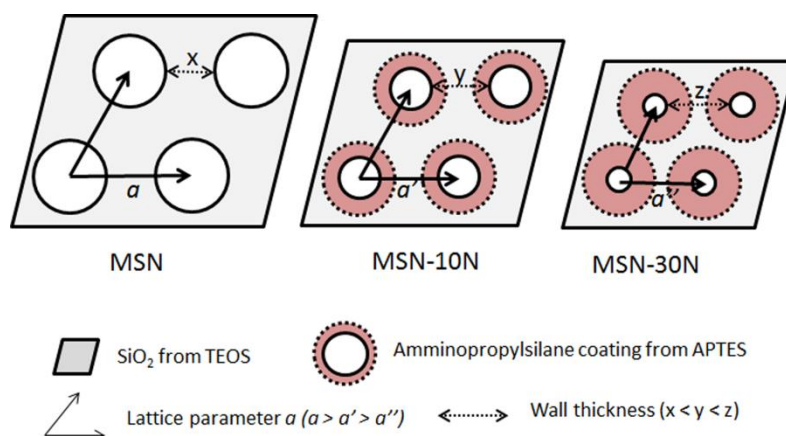 x
a
MSN
y
a'
MSN-10N
z
a''
MSN-30N
SiO₂ from TEOS
Amminopropylsilane coating from APTES
Lattice parameter a (a > a' > a'')
Wall thickness (x < y < z)